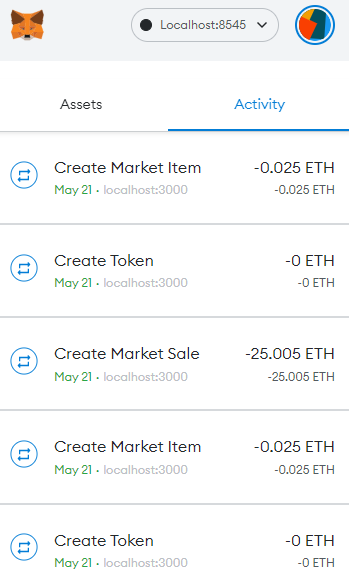 Localhost:8545
Assets Activity
Create Market Item -0.025 ETH
May 21 · localhost:3000 -0.025 ETH
Create Token -0 ETH
May 21 · localhost:3000 -0 ETH
Create Market Sale -25.005 ETH
May 21 · localhost:3000 -25.005 ETH
Create Market Item -0.025 ETH
May 21 · localhost:3000 -0.025 ETH
Create Token -0 ETH
May 21 · localhost:3000 -0 ETH